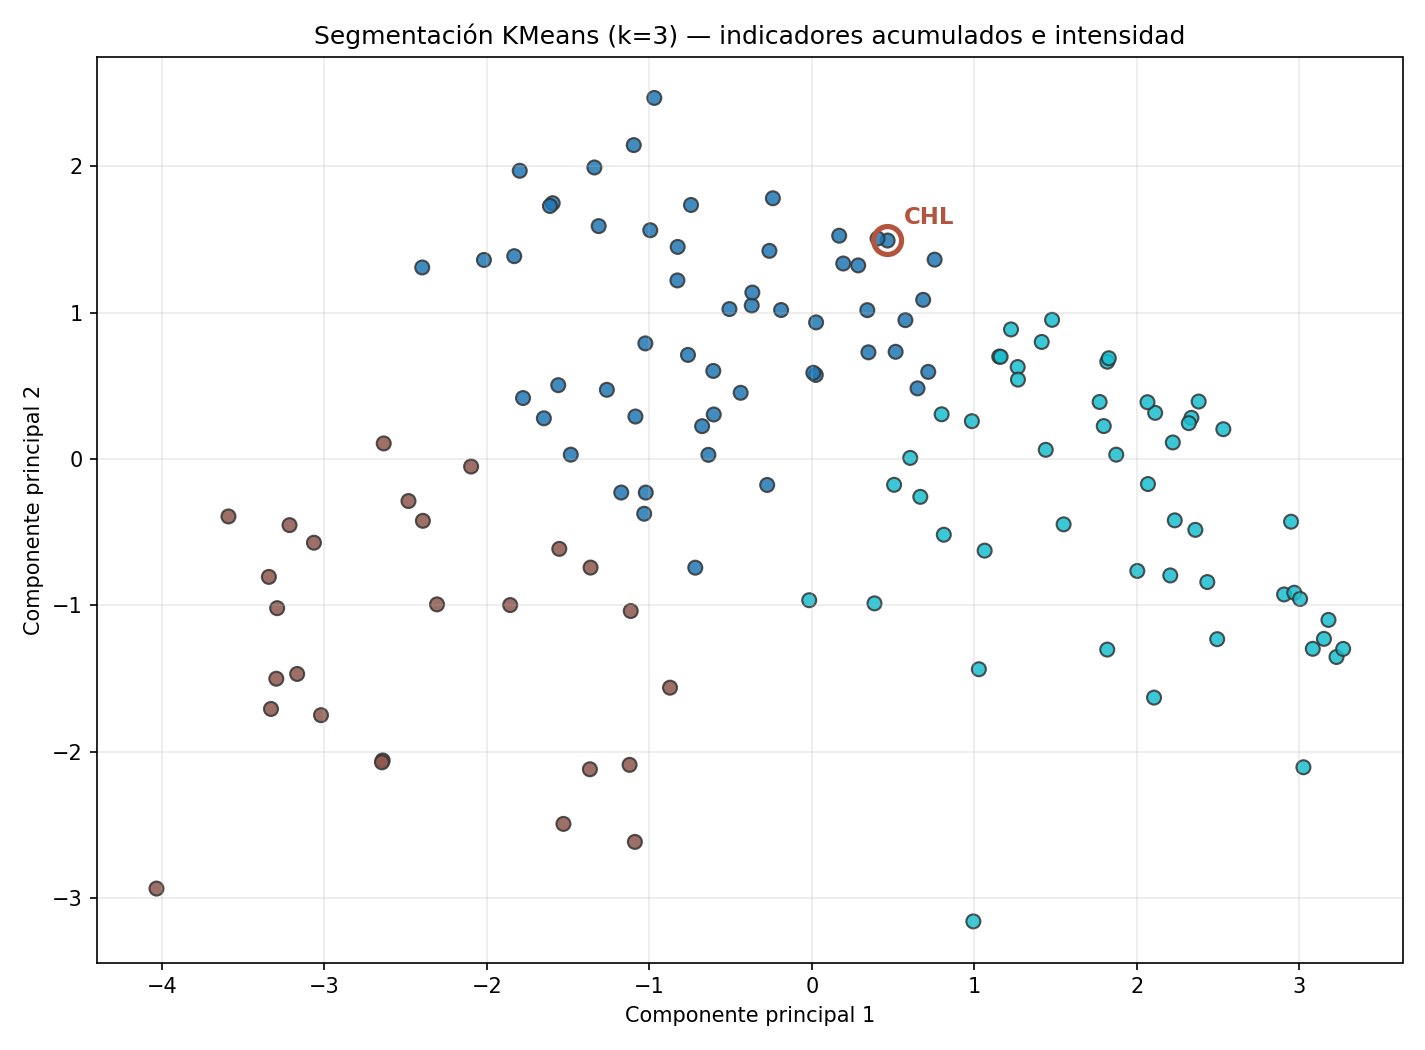 Segmentación KMeans (k=3) — indicadores acumulados e intensidad
CHL
2
1
0
−1
−2
−3
Componente principal 2
−4 −3 −2 −1 0 1 2 3
Componente principal 1